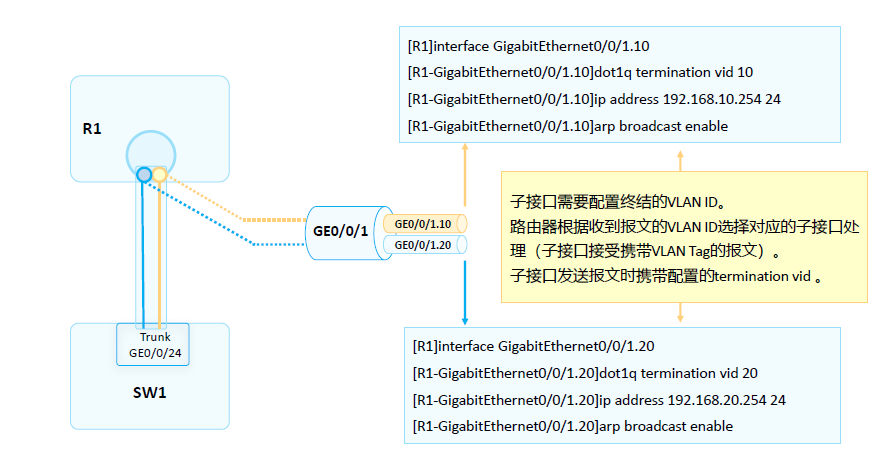 [R1]interface GigabitEthernet0/0/1.10
[R1-GigabitEthernet0/0/1.10]dot1q termination vid 10
[R1-GigabitEthernet0/0/1.10]ip address 192.168.10.254 24
[R1-GigabitEthernet0/0/1.10]arp broadcast enable
R1
GE0/0/1
GE0/0/1.10
GE0/0/1.20
子接口需要配置终结的VLAN ID。
路由器根据收到报文的VLAN ID选择对应的子接口处
理（子接口接受携带VLAN Tag的报文）。
子接口发送报文时携带配置的termination vid 。
Trunk
GE0/0/24
SW1
[R1]interface GigabitEthernet0/0/1.20
[R1-GigabitEthernet0/0/1.20]dot1q termination vid 20
[R1-GigabitEthernet0/0/1.20]ip address 192.168.20.254 24
[R1-GigabitEthernet0/0/1.20]arp broadcast enable